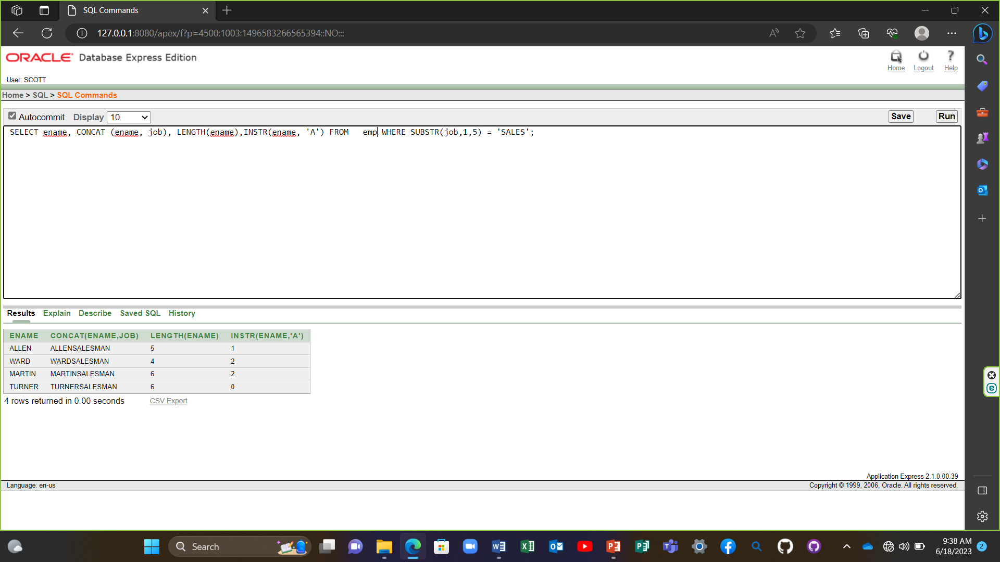 SQL Commands
127.0.0.1:8080/apex/f?p=4500:1003:1496583266565394::NO:::
ORACLE Database Express Edition
Home Logout Help
User: SCOTT
Home > SQL > SQL Commands
Autocommit Display 10 Save Run
SELECT ename, CONCAT (ename, job), LENGTH(ename),INSTR(ename, 'A') FROM   emp WHERE SUBSTR(job,1,5) = 'SALES';
Results Explain Describe Saved SQL History
ENAME CONCAT(ENAME,JOB) LENGTH(ENAME) INSTR(ENAME,'A')
ALLEN ALLENSALESMAN 5 1
WARD WARDSALESMAN 4 2
MARTIN MARTINSALESMAN 6 2
TURNER TURNERSALESMAN 6 0
4 rows returned in 0.00 seconds CSV Export
Application Express 2.1.0.00.39
Language: en-us Copyright © 1999, 2006, Oracle. All rights reserved.
Search
9:38 AM
6/18/2023 2